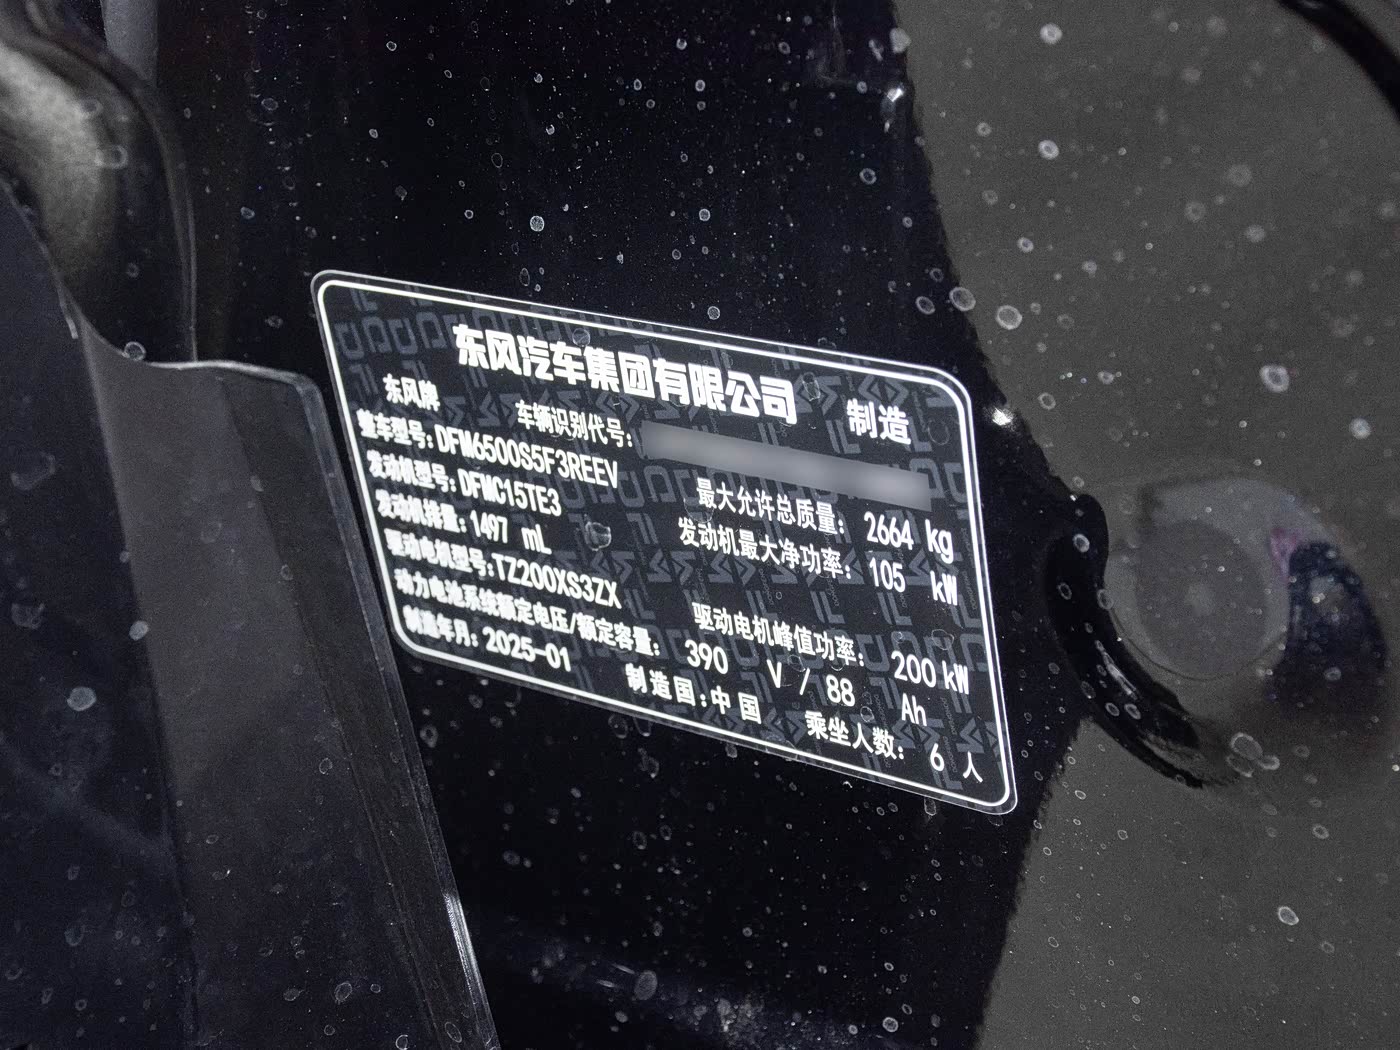 东风汽车集团有限公司 制造
东风牌 车辆识别代号:
整车型号:DFM6500S5F3REEV 最大允许总质量: 2664 kg
发动机型号: DFMC15TE3 发动机最大净功率: 105 kW
发动机排量: 1497 mL
驱动电机型号:TZ200XS3ZX 驱动电机峰值功率: 200 kW
动力电池系统额定电压/额定容量: 390 V / 88 Ah
制造年月: 2025-01 制造国:中国 乘坐人数: 6 人